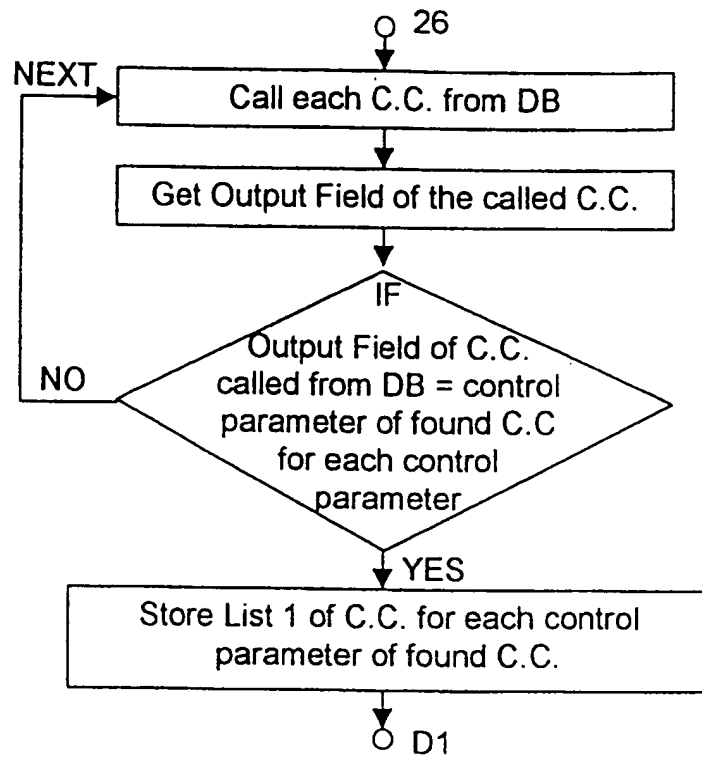 26
NEXT
Call each C.C. from DB
Get Output Field of the called C.C.
IF
Output Field of C.C.
called from DB = control
parameter of found C.C
for each control
parameter
NO
YES
Store List 1 of C.C. for each control
parameter of found C.C.
D1